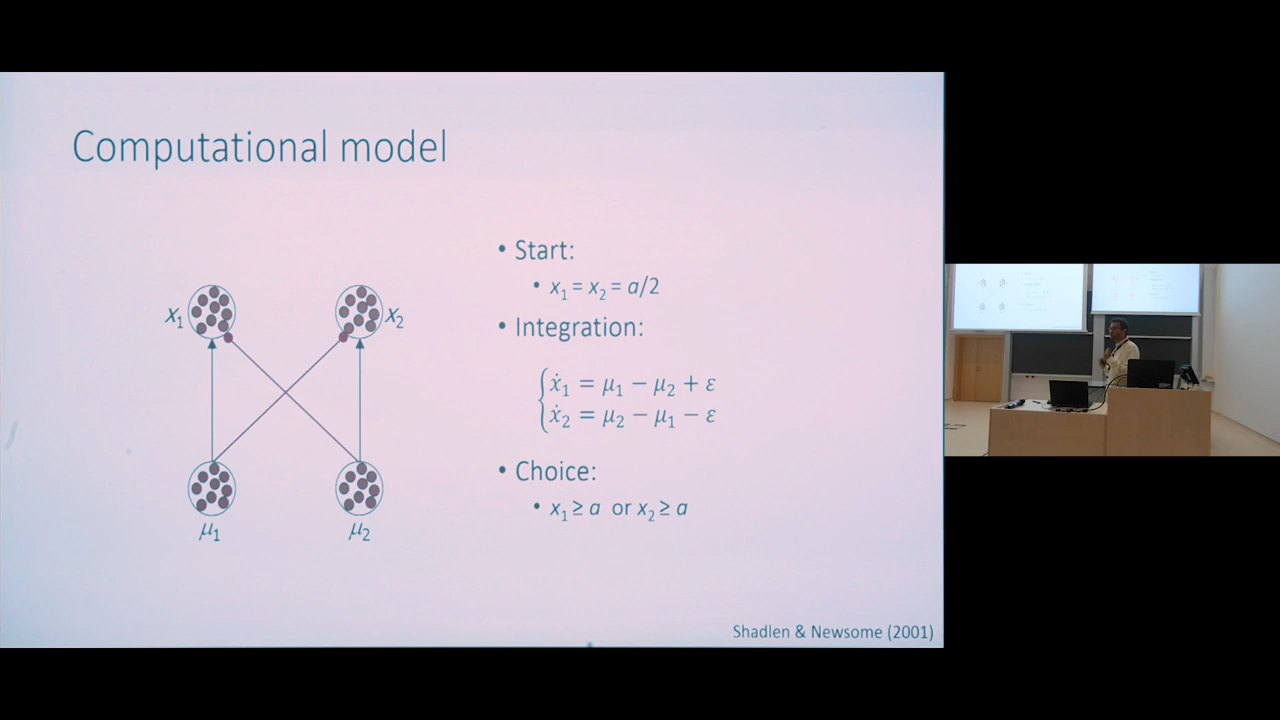 Computational model
x₁
x₂
μ₁
μ₂
• Start:
• x₁ = x₂ = a/2
• Integration:
ẋ₁ = μ₁ − μ₂ + ε
ẋ₂ = μ₂ − μ₁ − ε
• Choice:
• x₁ ≥ a or x₂ ≥ a
Shadlen & Newsome (2001)